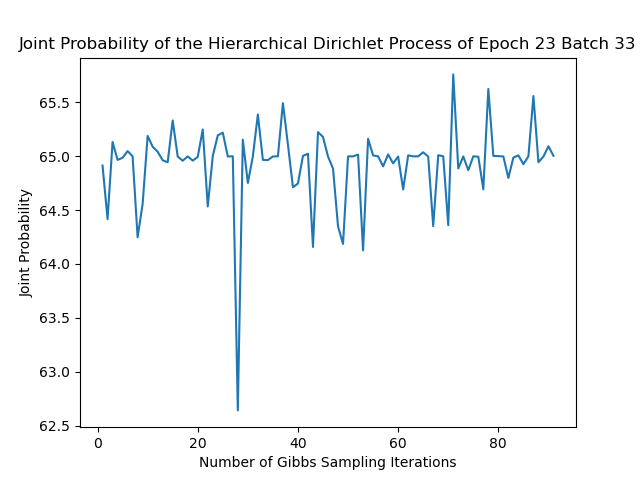 Joint Probability of the Hierarchical Dirichlet Process of Epoch 23 Batch 33
65.5
65.0
64.5
64.0
63.5
63.0
62.5
Joint Probability
0 20 40 60 80
Number of Gibbs Sampling Iterations